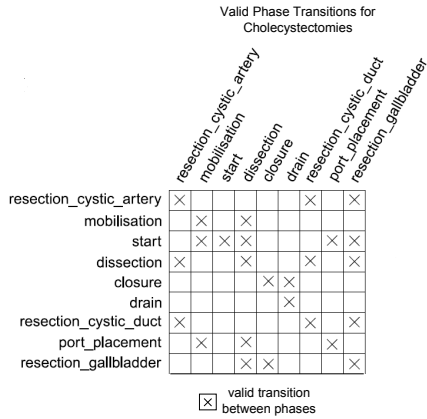 Valid Phase Transitions for
Cholecystectomies
resection_cystic_artery
mobilisation
start
dissection
closure
drain
resection_cystic_duct
port_placement
resection_gallbladder
resection_cystic_artery
mobilisation
start
dissection
closure
drain
resection_cystic_duct
port_placement
resection_gallbladder
valid transition
between phases